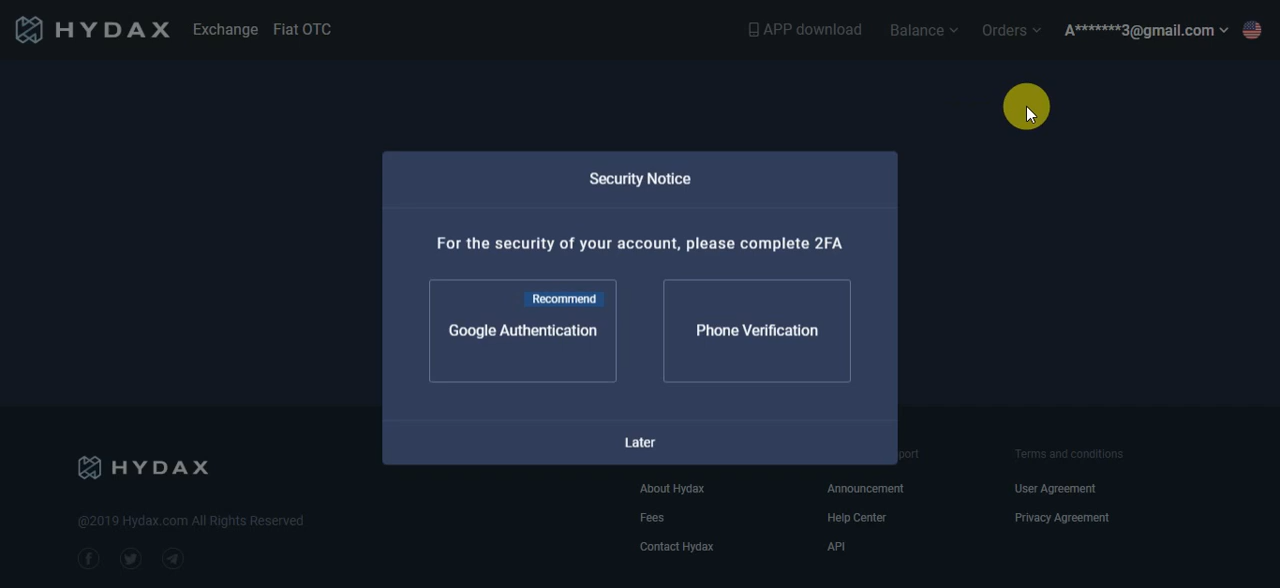 HYDAX Exchange Fiat OTC APP download Balance Orders A*******3@gmail.com
Security Notice
For the security of your account, please complete 2FA
Recommend
Google Authentication
Phone Verification
Later
HYDAX
@2019 Hydax.com All Rights Reserved
About Hydax
Fees
Contact Hydax
Announcement
Help Center
API
Terms and conditions
User Agreement
Privacy Agreement